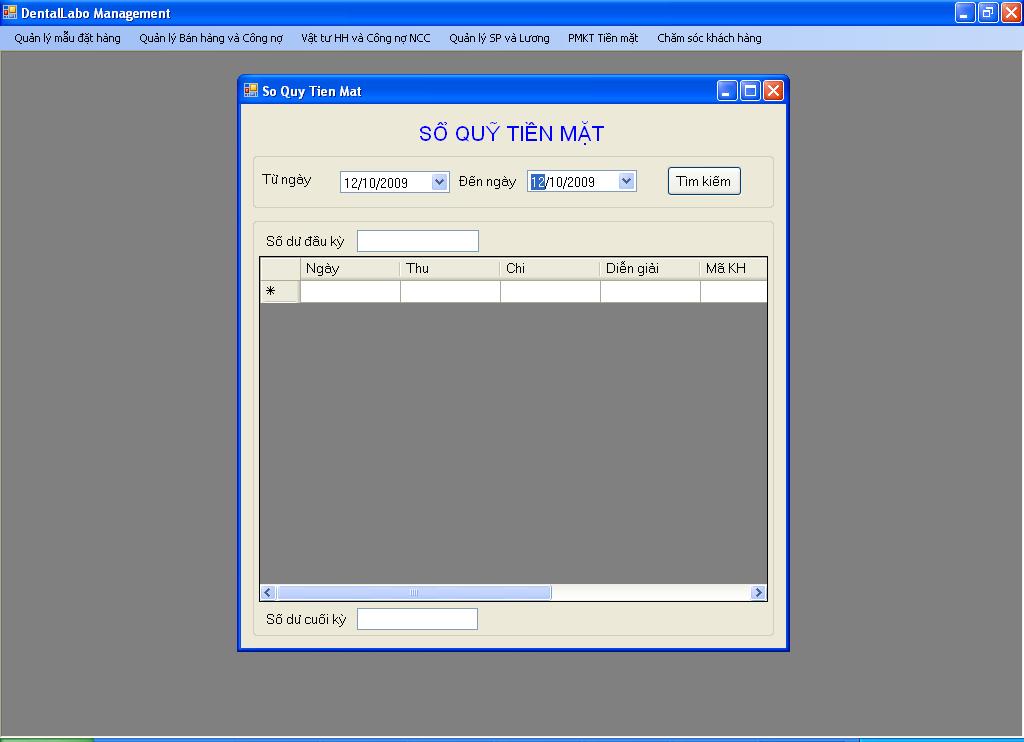 DentalLabo Management
Quản lý mẫu đặt hàng Quản lý Bán hàng và Công nợ Vật tư HH và Công nợ NCC Quản lý SP và Lương PMKT Tiền mặt Chăm sóc khách hàng
So Quy Tien Mat
SỔ QUỸ TIỀN MẶT
Từ ngày 12/10/2009 Đến ngày 12/10/2009 Tìm kiếm
Số dư đầu kỳ
Ngày Thu Chi Diễn giải Mã KH
Số dư cuối kỳ